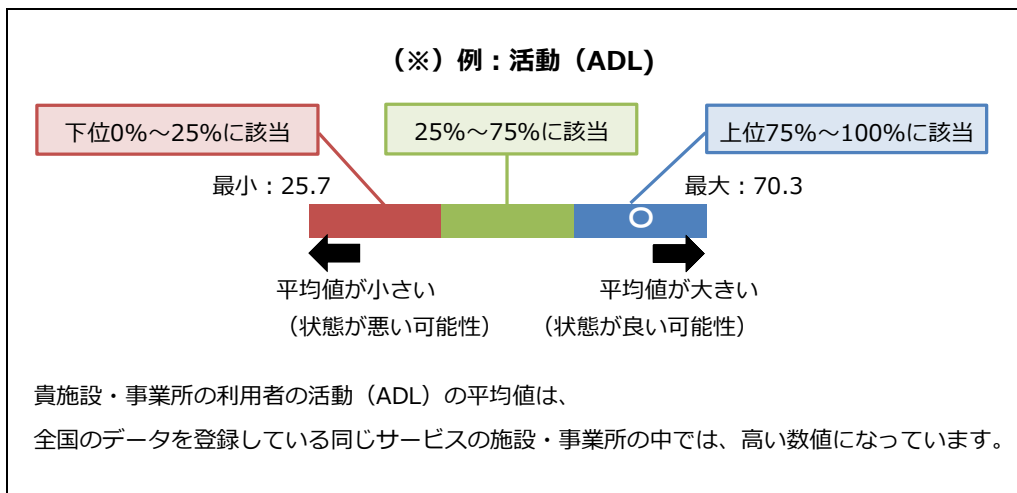 （※）例：活動（ADL)
下位0%～25%に該当
25%～75%に該当
上位75%～100%に該当
最小：25.7
最大：70.3
平均値が小さい
（状態が悪い可能性）
平均値が大きい
（状態が良い可能性）
貴施設・事業所の利用者の活動（ADL）の平均値は、
全国のデータを登録している同じサービスの施設・事業所の中では、高い数値になっています。